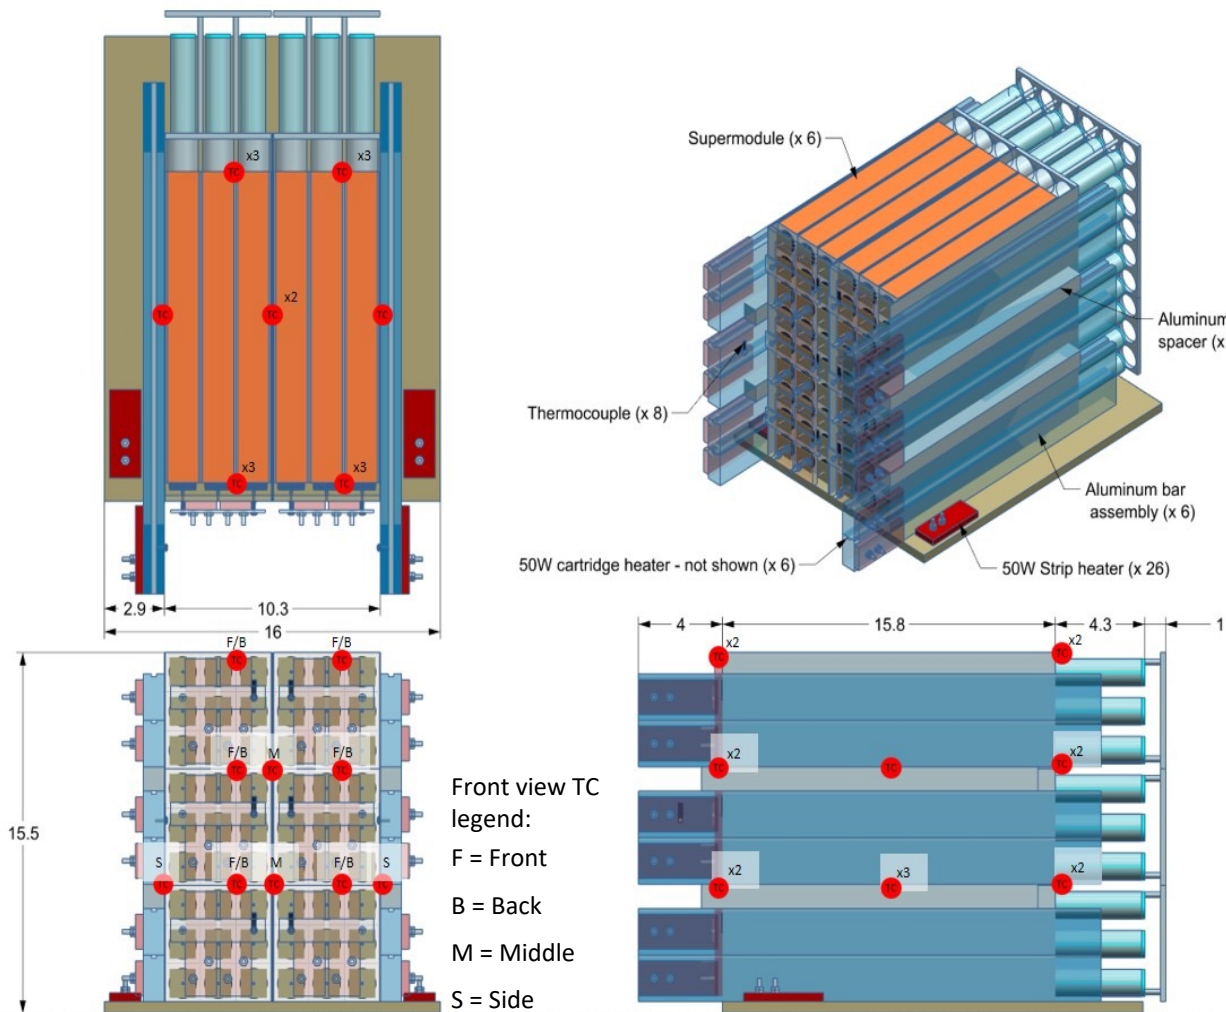 x3
x3
TC
TC
x2
TC
TC
TC
x3
x3
TC
TC
2.9
10.3
16
Supermodule (x 6)
Aluminum
spacer (x
Thermocouple (x 8)
Aluminum bar
assembly (x 6)
50W cartridge heater - not shown (x 6)
50W Strip heater (x 26)
F/B
F/B
TC
TC
F/B
M
F/B
TC
TC
TC
15.5
S
F/B
M
F/B
S
TC
TC
TC
TC
TC
Front view TC
legend:
F = Front
B = Back
M = Middle
S = Side
4
15.8
4.3
1
x2
x2
TC
TC
x2
x2
TC
TC
TC
x2
x3
x2
TC
TC
TC